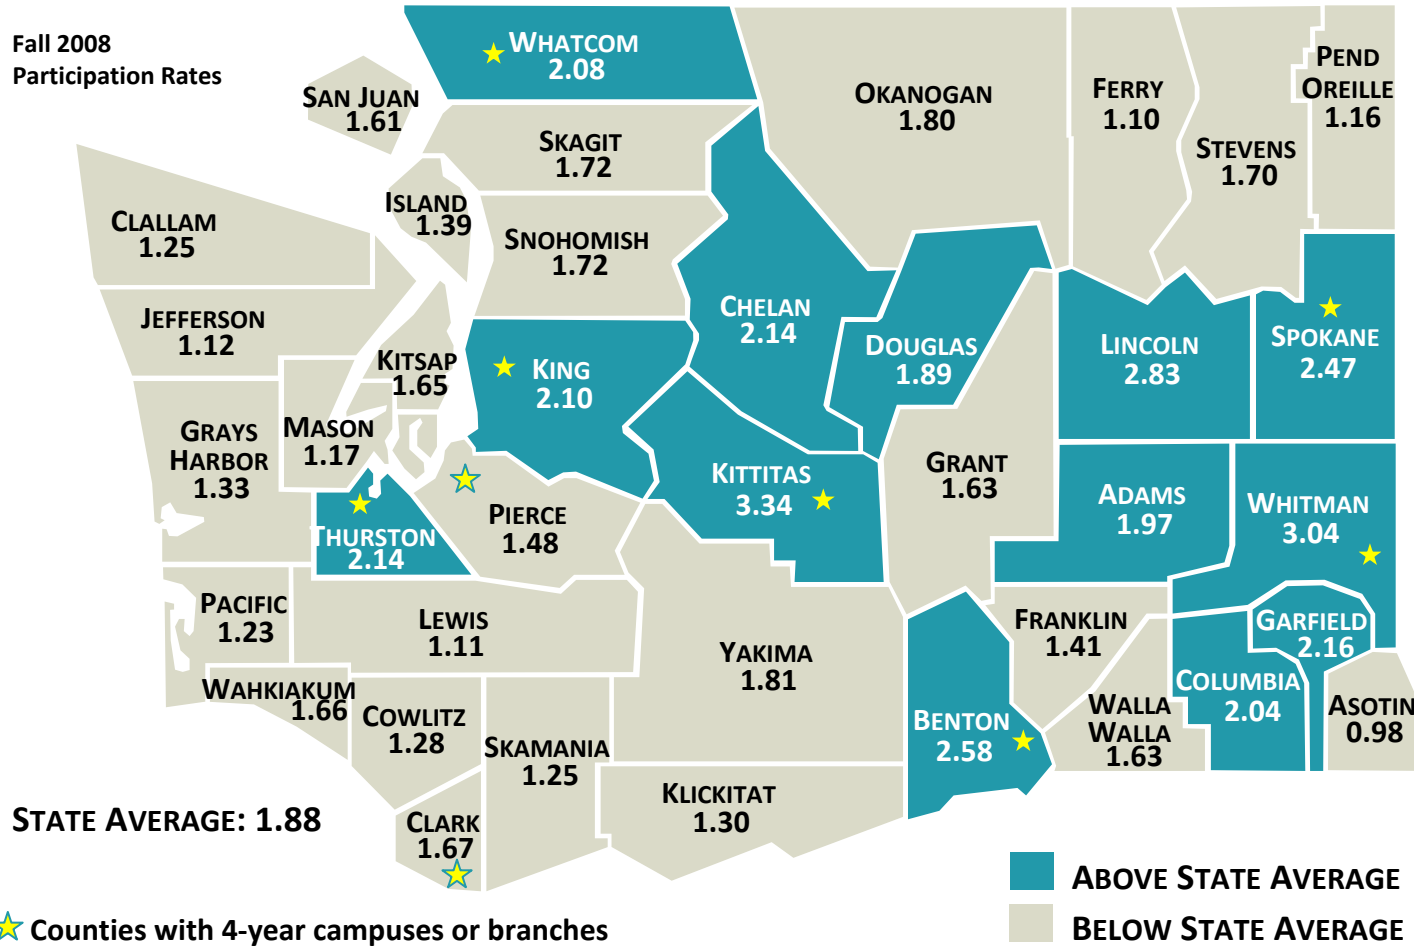 Fall 2008
Participation Rates
WHATCOM
2.08
SAN JUAN
1.61
SKAGIT
1.72
OKANOGAN
1.80
FERRY
1.10
STEVENS
1.70
PEND
OREILLE
1.16
ISLAND
1.39
CLALLAM
1.25
SNOHOMISH
1.72
JEFFERSON
1.12
KITSAP
1.65
KING
2.10
CHELAN
2.14
DOUGLAS
1.89
LINCOLN
2.83
SPOKANE
2.47
GRAYS
HARBOR
1.33
MASON
1.17
THURSTON
2.14
PIERCE
1.48
KITTITAS
3.34
GRANT
1.63
ADAMS
1.97
WHITMAN
3.04
PACIFIC
1.23
LEWIS
1.11
YAKIMA
1.81
FRANKLIN
1.41
GARFIELD
2.16
WAHKIAKUM
1.66
COWLITZ
1.28
SKAMANIA
1.25
BENTON
2.58
WALLA
WALLA
1.63
COLUMBIA
2.04
ASOTIN
0.98
KLICKITAT
1.30
CLARK
1.67
STATE AVERAGE: 1.88
ABOVE STATE AVERAGE
BELOW STATE AVERAGE
Counties with 4-year campuses or branches